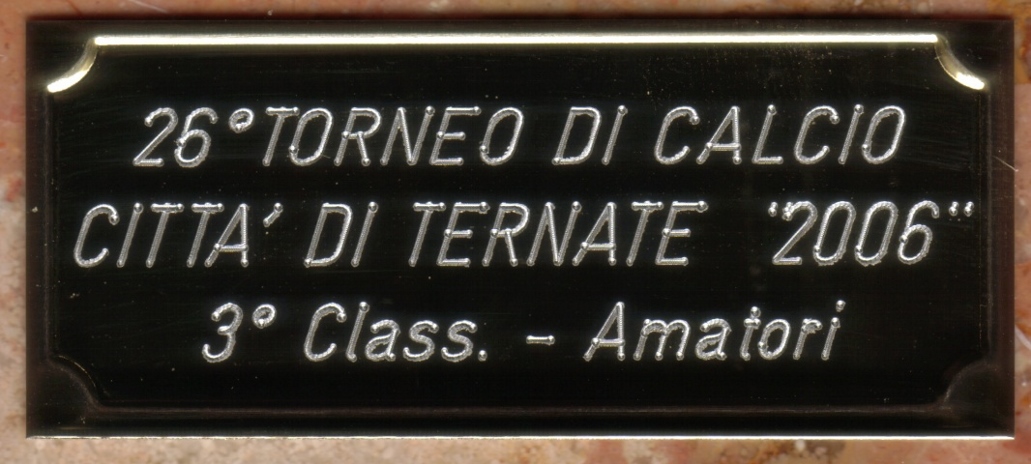 26° TORNEO DI CALCIO
CITTA' DI TERNATE "2006"
3° Class. - Amatori